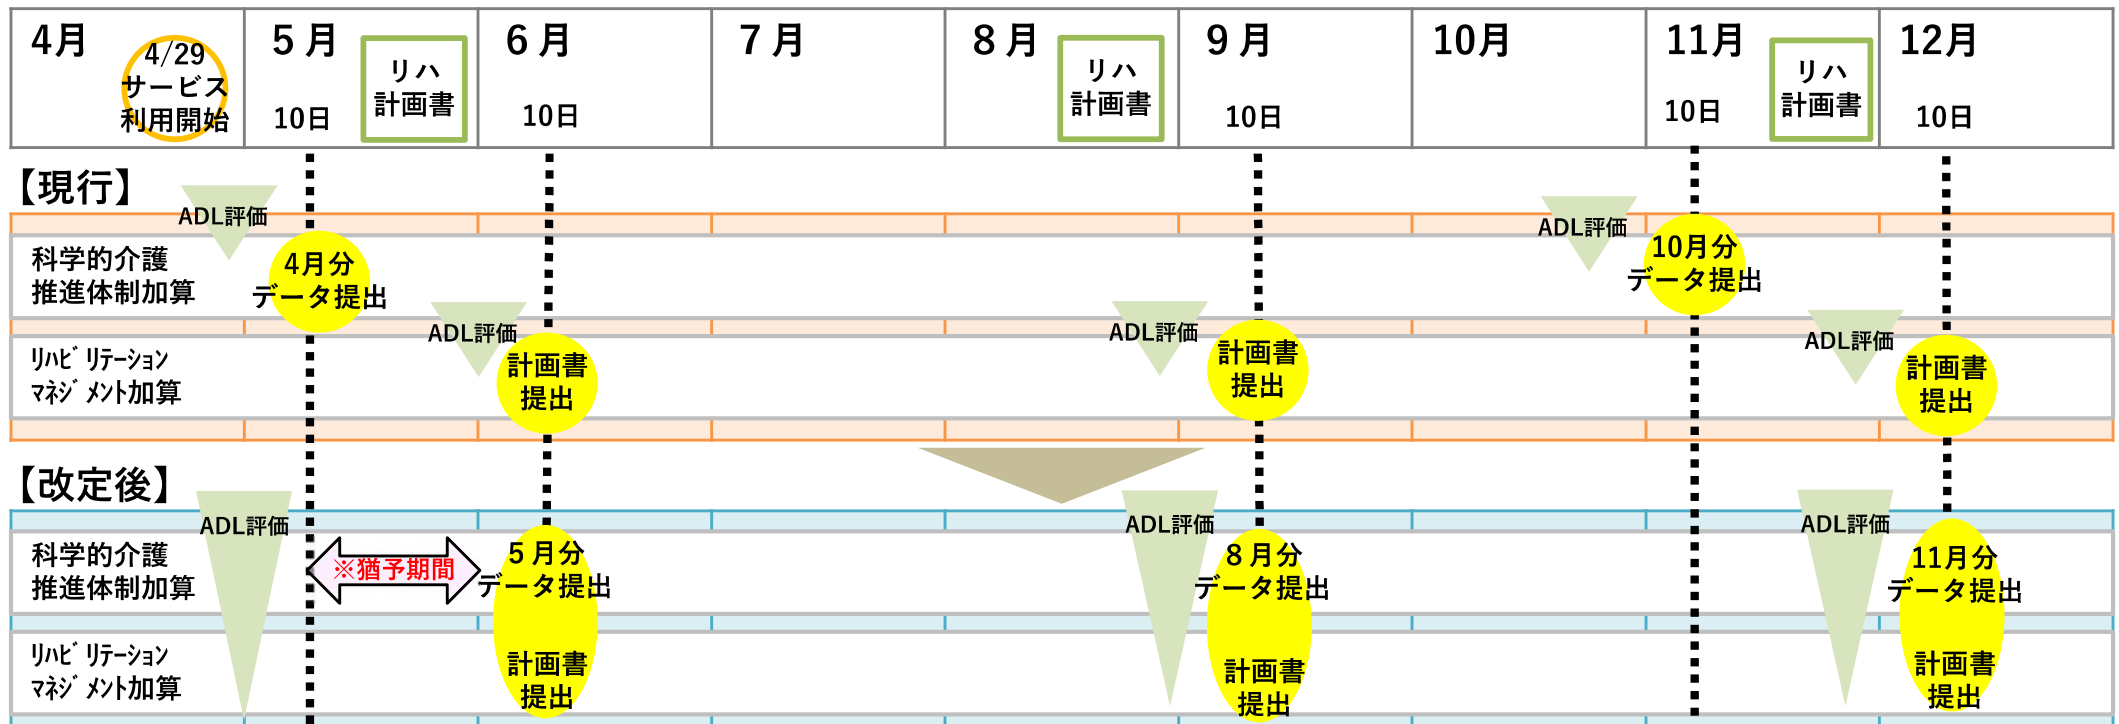 4月
4/29
サービス
利用開始
5月
10日
リハ
計画書
6月
10日
7月
8月
リハ
計画書
9月
10日
10月
11月
10日
リハ
計画書
12月
10日
【現行】
ADL評価
ADL評価
科学的介護
推進体制加算
4月分
データ提出
10月分
データ提出
ADL評価
ADL評価
ADL評価
ﾘﾊﾋﾞﾘﾃｰｼｮﾝ
ﾏﾈｼﾞﾒﾝﾄ加算
計画書
提出
計画書
提出
計画書
提出
【改定後】
ADL評価
ADL評価
ADL評価
科学的介護
推進体制加算
※猶予期間
5月分
データ提出
8月分
データ提出
11月分
データ提出
ﾘﾊﾋﾞﾘﾃｰｼｮﾝ
ﾏﾈｼﾞﾒﾝﾄ加算
計画書
提出
計画書
提出
計画書
提出